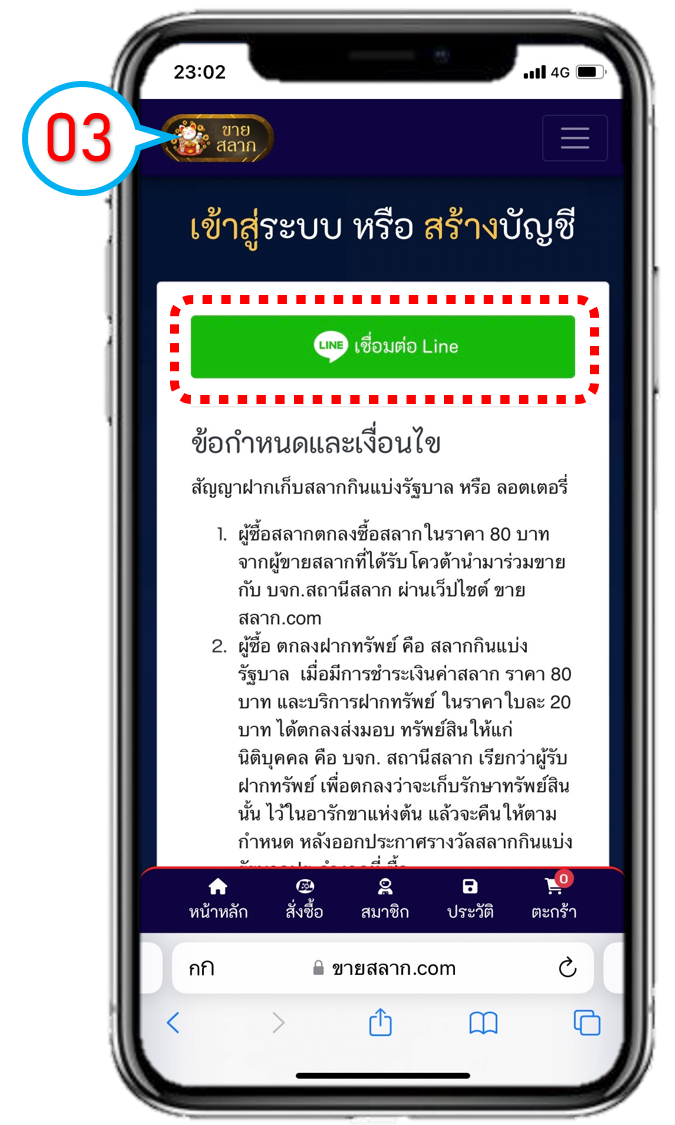 23:02
4G
03
ขาย
สลาก
เข้าสู่ระบบ หรือ สร้างบัญชี
LINE เชื่อมต่อ Line
ข้อกำหนดและเงื่อนไข
สัญญาฝากเก็บสลากกินแบ่งรัฐบาล หรือ ลอตเตอรี่
1. ผู้ซื้อสลากตกลงซื้อสลากในราคา 80 บาท
จากผู้ขายสลากที่ได้รับโควต้านำมาร่วมขาย
กับ บจก.สถานีสลาก ผ่านเว็ปไซต์ ขาย
สลาก.com
2. ผู้ซื้อ ตกลงฝากทรัพย์ คือ สลากกินแบ่ง
รัฐบาล เมื่อมีการชำระเงินค่าสลาก ราคา 80
บาท และบริการฝากทรัพย์ ในราคาใบละ 20
บาท ได้ตกลงส่งมอบ ทรัพย์สินให้แก่
นิติบุคคล คือ บจก. สถานีสลาก เรียกว่าผู้รับ
ฝากทรัพย์ เพื่อตกลงว่าจะเก็บรักษาทรัพย์สิน
นั้น ไว้ในอารักขาแห่งต้น แล้วจะคืนให้ตาม
กำหนด หลังออกประกาศรางวัลสลากกินแบ่ง
0
หน้าหลัก สั่งซื้อ สมาชิก ประวัติ ตะกร้า
กก ขายสลาก.com